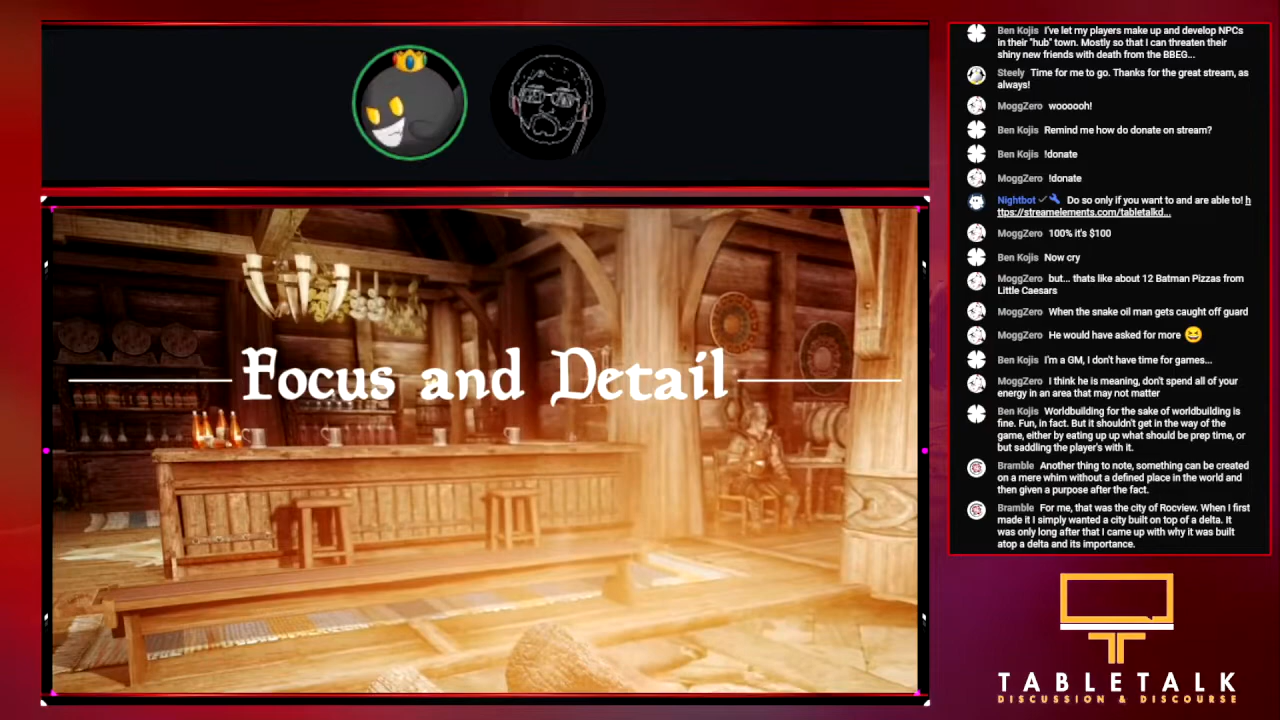 Focus and Detail
Ben Kojis I've let my players make up and develop NPCs
in their "hub" town. Mostly so that I can threaten their
shiny new friends with death from the BBEG...
Steely Time for me to go. Thanks for the great stream, as
always!
MoggZero woooooh!
Ben Kojis Remind me how do donate on stream?
Ben Kojis !donate
MoggZero !donate
Nightbot Do so only if you want to and are able to! h
ttps://streamelements.com/tabletalkd...
MoggZero 100% it's $100
Ben Kojis Now cry
MoggZero but... thats like about 12 Batman Pizzas from
Little Caesars
MoggZero When the snake oil man gets caught off guard
MoggZero He would have asked for more 😆
Ben Kojis I'm a GM, I don't have time for games...
MoggZero I think he is meaning, don't spend all of your
energy in an area that may not matter
Ben Kojis Worldbuilding for the sake of worldbuilding is
fine. Fun, in fact. But it shouldn't get in the way of the
game, either by eating up up what should be prep time, or
but saddling the player's with it.
Bramble Another thing to note, something can be created
on a mere whim without a defined place in the world and
then given a purpose after the fact.
Bramble For me, that was the city of Rocview. When I first
made it I simply wanted a city built on top of a delta. It
was only long after that I came up with why it was built
atop a delta and its importance.
TABLETALK
DISCUSSION & DISCOURSE